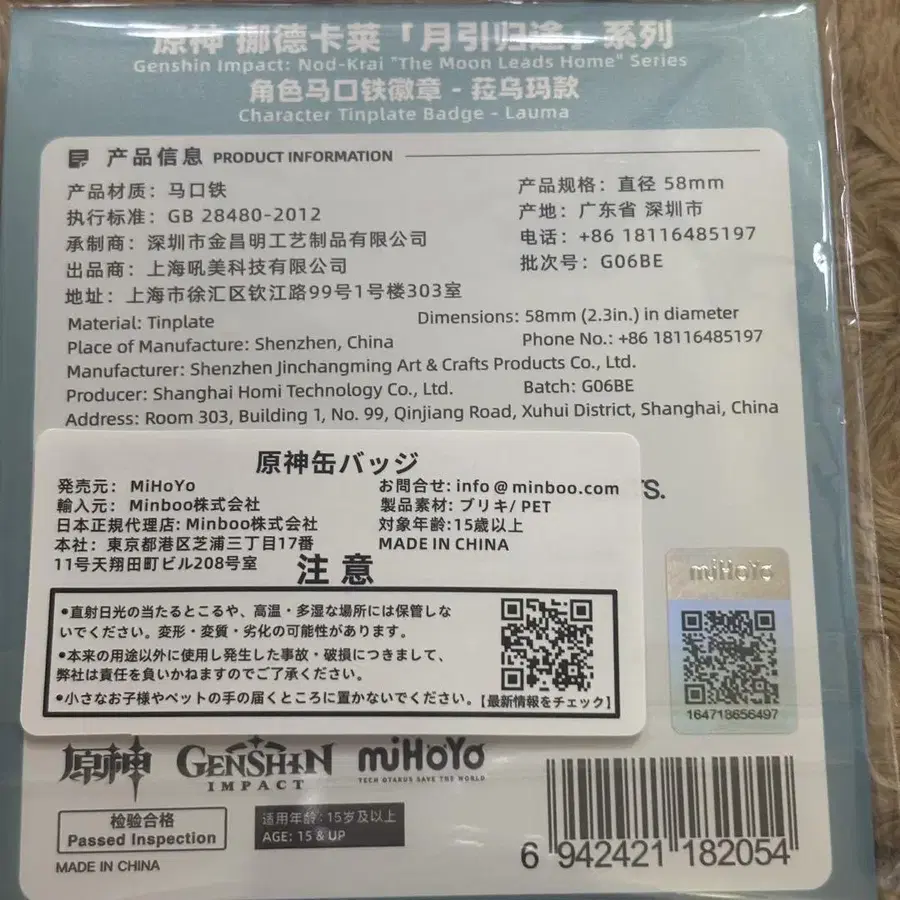 原神 挪德卡莱「月引归途」系列
Genshin Impact: Nod-Krai "The Moon Leads Home" Series
角色马口铁徽章 - 菈乌玛款
Character Tinplate Badge - Lauma
产品信息 PRODUCT INFORMATION
产品材质：马口铁
产品规格：直径 58mm
执行标准：GB 28480-2012
产地：广东省 深圳市
承制商：深圳市金昌明工艺制品有限公司
电话：+86 18116485197
出品商：上海吼美科技有限公司
批次号：G06BE
地址：上海市徐汇区钦江路99号1号楼303室
Material: Tinplate
Dimensions: 58mm (2.3in.) in diameter
Place of Manufacture: Shenzhen, China
Phone No.: +86 18116485197
Manufacturer: Shenzhen Jinchangming Art & Crafts Products Co., Ltd.
Producer: Shanghai Homi Technology Co., Ltd.
Batch: G06BE
Address: Room 303, Building 1, No. 99, Qinjiang Road, Xuhui District, Shanghai, China
原神缶バッジ
発売元： MiHoYo
お問合せ: info @ minboo.com
輸入元： Minboo株式会社
製品素材: ブリキ/ PET
日本正規代理店: Minboo株式会社
対象年齢:15歳以上
本社：東京都港区芝浦三丁目17番
MADE IN CHINA
11号天翔田町ビル208号室
注意
•直射日光の当たるところや、高温・多湿な場所には保管しな
いでください。変形・変質・劣化の可能性があります。
•本来の用途以外に使用し発生した事故・破損につきまして、
弊社は責任を負いかねますのでご了承ください。
•小さなお子様やペットの手の届くところに置かないでください。
【最新情報をチェック】
miHoYo
164718656497
原神 GENSHIN IMPACT
miHoYo
TECH OTAKUS SAVE THE WORLD
检验合格
Passed Inspection
适用年龄：15岁及以上
AGE: 15 & UP
MADE IN CHINA
6 942421 182054